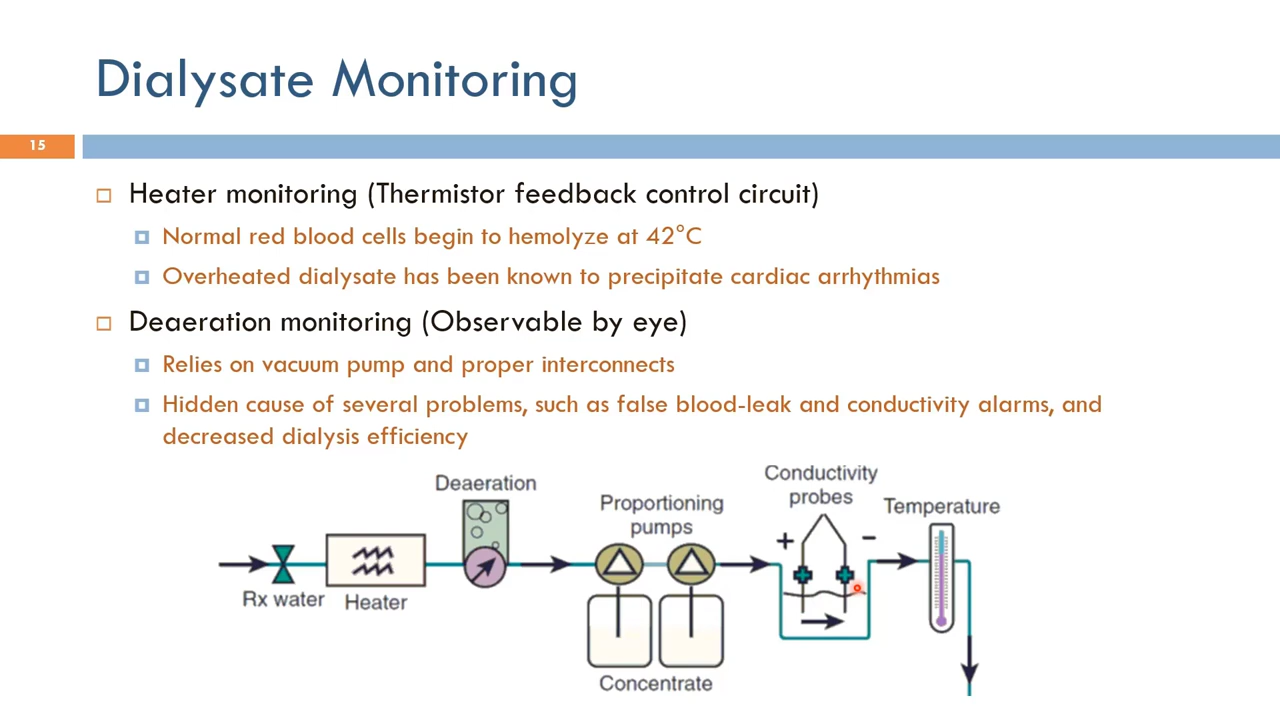 Dialysate Monitoring
15
Heater monitoring (Thermistor feedback control circuit)
Normal red blood cells begin to hemolyze at 42°C
Overheated dialysate has been known to precipitate cardiac arrhythmias
Deaeration monitoring (Observable by eye)
Relies on vacuum pump and proper interconnects
Hidden cause of several problems, such as false blood-leak and conductivity alarms, and
decreased dialysis efficiency
Deaeration
Proportioning
pumps
Conductivity
probes
Temperature
+
−
Rx water
Heater
Concentrate